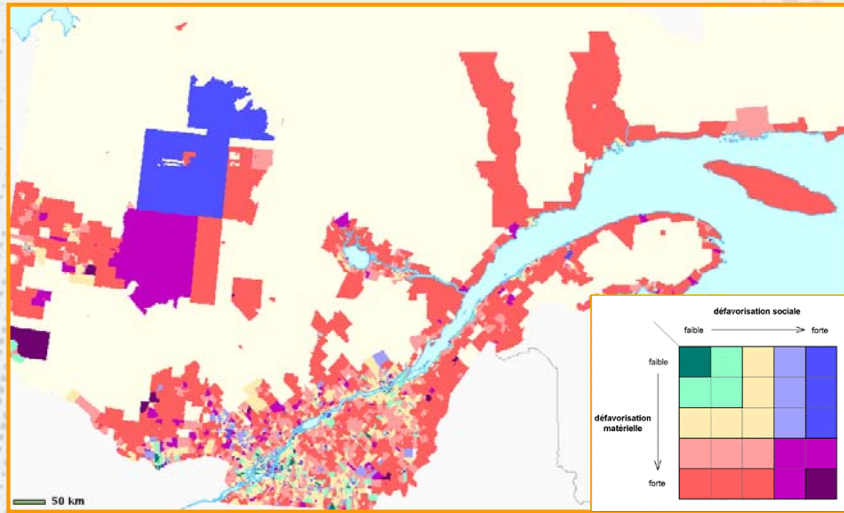 défavorisation sociale
faible
forte
faible
défavorisation
matérielle
forte
50 km